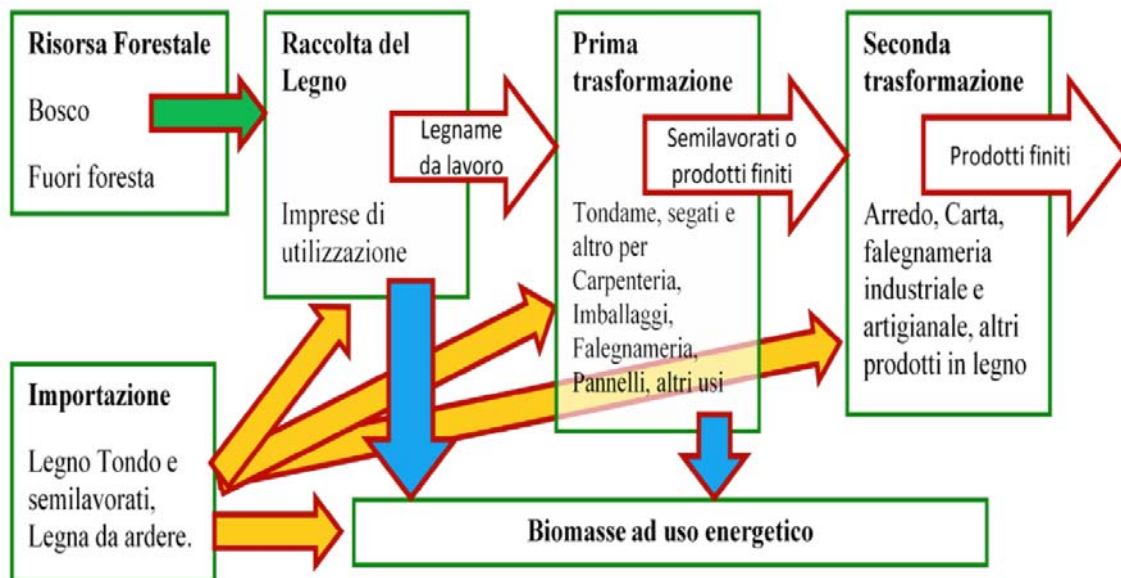 Risorsa Forestale
Bosco
Fuori foresta
Raccolta del
Legno
Legname
da lavoro
Imprese di
utilizzazione
Prima
trasformazione
Semilavorati o
prodotti finiti
Tondame, segati e
altro per
Carpenteria,
Imballaggi,
Falegnameria,
Pannelli, altri usi
Seconda
trasformazione
Prodotti finiti
Arredo, Carta,
falegnameria
industriale e
artigianale, altri
prodotti in legno
Importazione
Legno Tondo e
semilavorati,
Legna da ardere.
Biomasse ad uso energetico